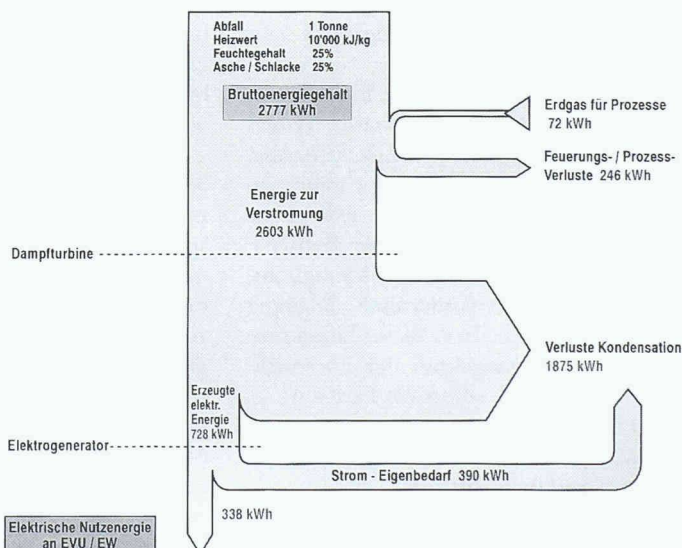 Abfall 1 Tonne
Heizwert 10'000 kJ/kg
Feuchtegehalt 25%
Asche / Schlacke 25%
Bruttoenergiegehalt
2777 kWh
Erdgas für Prozesse
72 kWh
Feuerungs- / Prozess-
Verluste 246 kWh
Energie zur
Verstromung
2603 kWh
Dampfturbine
Verluste Kondensation
1875 kWh
Erzeugte
elektr.
Energie
728 kWh
Elektrogenerator
Strom - Eigenbedarf 390 kWh
338 kWh
Elektrische Nutzenergie
an EVU / EW